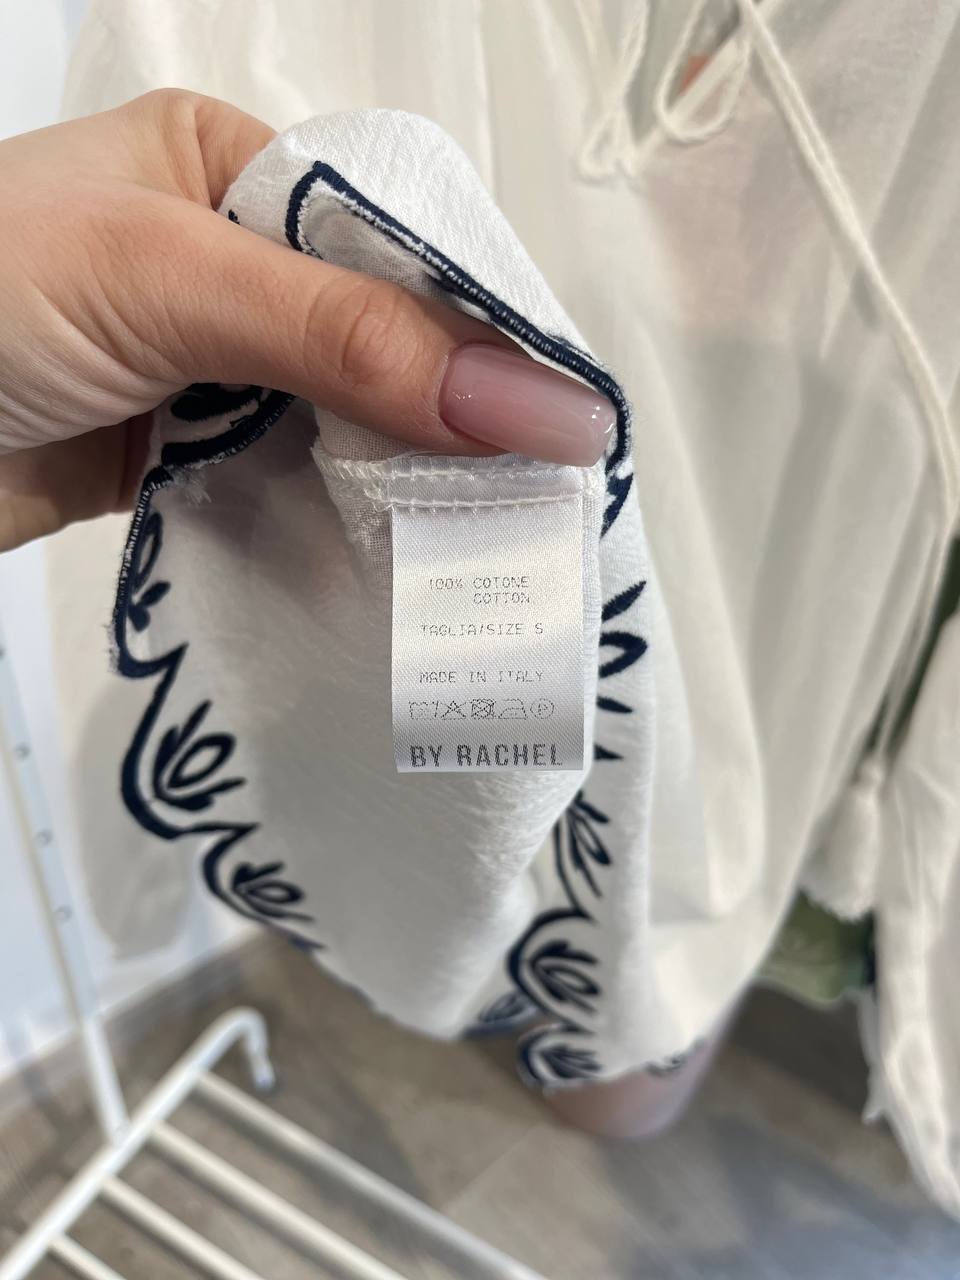 100% COTONE
COTTON
TAGLIA/SIZE S
MADE IN ITALY
BY RACHEL